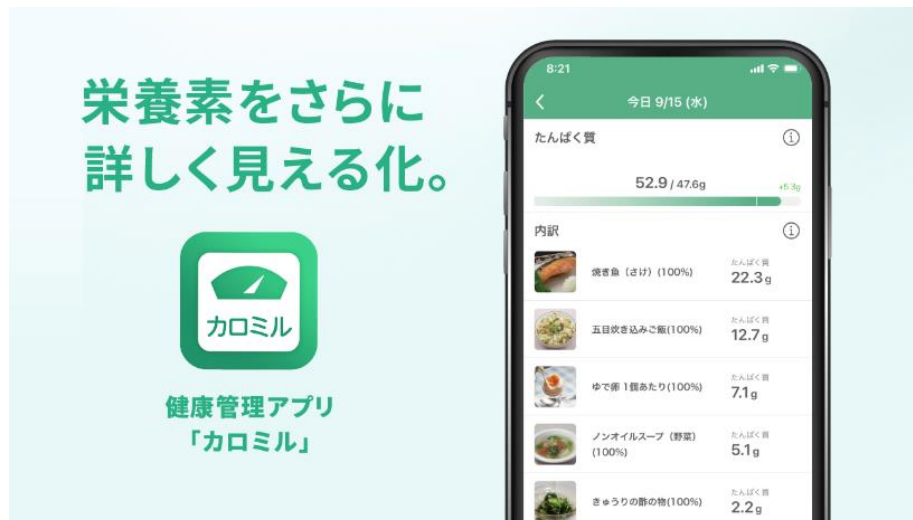 栄養素をさらに
詳しく見える化。
カロミル
健康管理アプリ
「カロミル」
8:21
今日 9/15 (水)
たんぱく質
52.9 / 47.6g
+5.3g
内訳
焼き魚（さけ）(100%)
たんぱく質
22.3 g
五目炊き込みご飯(100%)
たんぱく質
12.7 g
ゆで卵 1個あたり(100%)
たんぱく質
7.1 g
ノンオイルスープ（野菜）
(100%)
たんぱく質
5.1 g
きゅうりの酢の物(100%)
たんぱく質
2.2 g